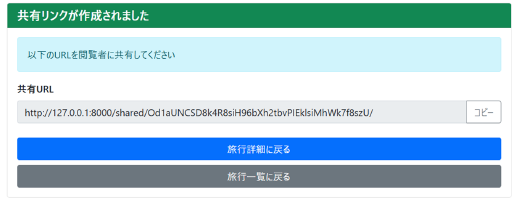 共有リンクが作成されました
以下のURLを閲覧者に共有してください
共有URL
http://127.0.0.1:8000/shared/Od1aUNCSD8k4R8siH96bXh2tbvPIEklsiMhWk7f8szU/
コピー
旅行詳細に戻る
旅行一覧に戻る